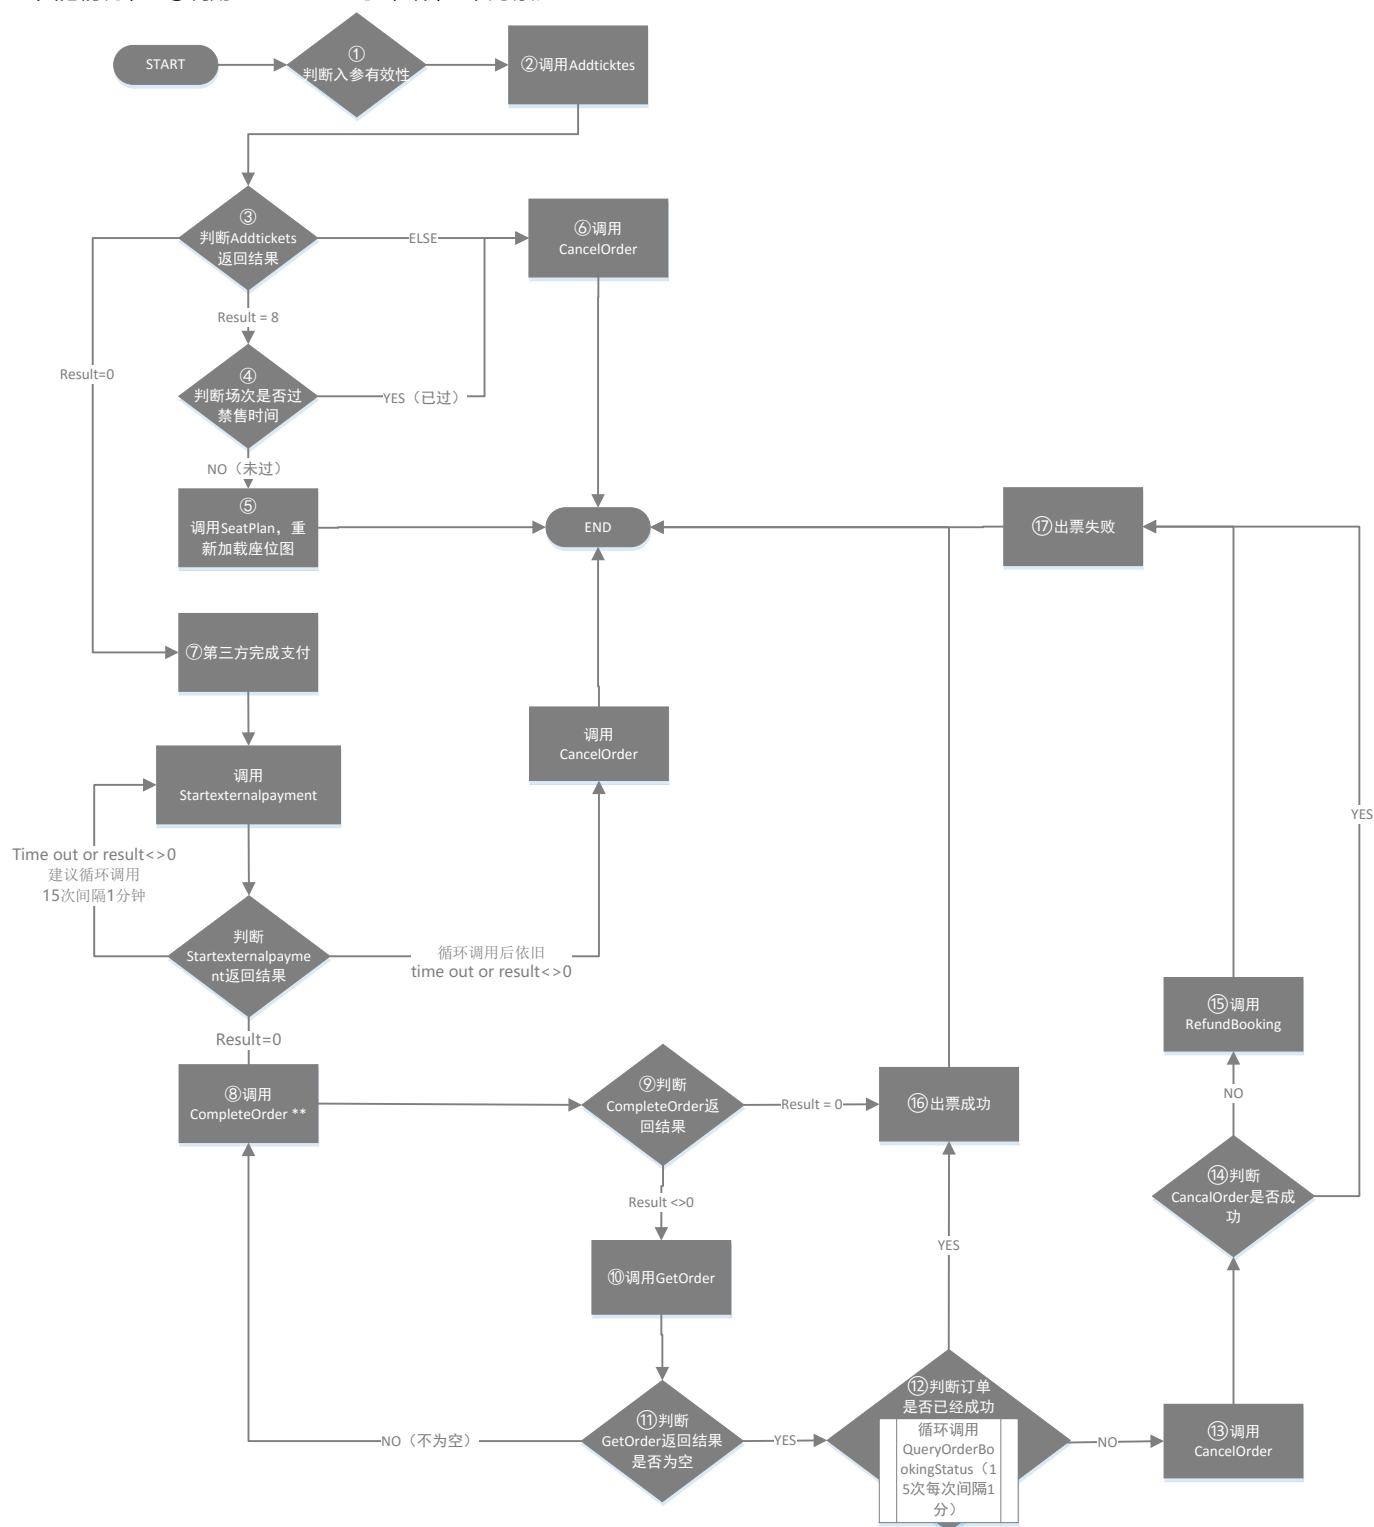 START
①
判断入参有效性
②调用Addticktes
③
判断Addtickets
返回结果
ELSE
⑥调用
CancelOrder
Result = 8
Result=0
④
判断场次是否过
禁售时间
YES（已过）
NO（未过）
⑤
调用SeatPlan，重
新加载座位图
END
⑰出票失败
⑦第三方完成支付
调用
Startexternalpayment
调用
CancelOrder
YES
Time out or result<>0
建议循环调用
15次间隔1分钟
判断
Startexternalpayme
nt返回结果
循环调用后依旧
time out or result<>0
⑮调用
RefundBooking
Result=0
⑧调用
CompleteOrder **
⑨判断
CompleteOrder返
回结果
Result = 0
⑯出票成功
NO
⑭判断
CancalOrder是否成
功
Result <>0
YES
⑩调用GetOrder
⑪判断
GetOrder返回结果
是否为空
NO（不为空）
YES
⑫判断订单
是否已经成功
循环调用
QueryOrderBo
okingStatus（1
5次每次间隔1
分）
NO
⑬调用
CancelOrder